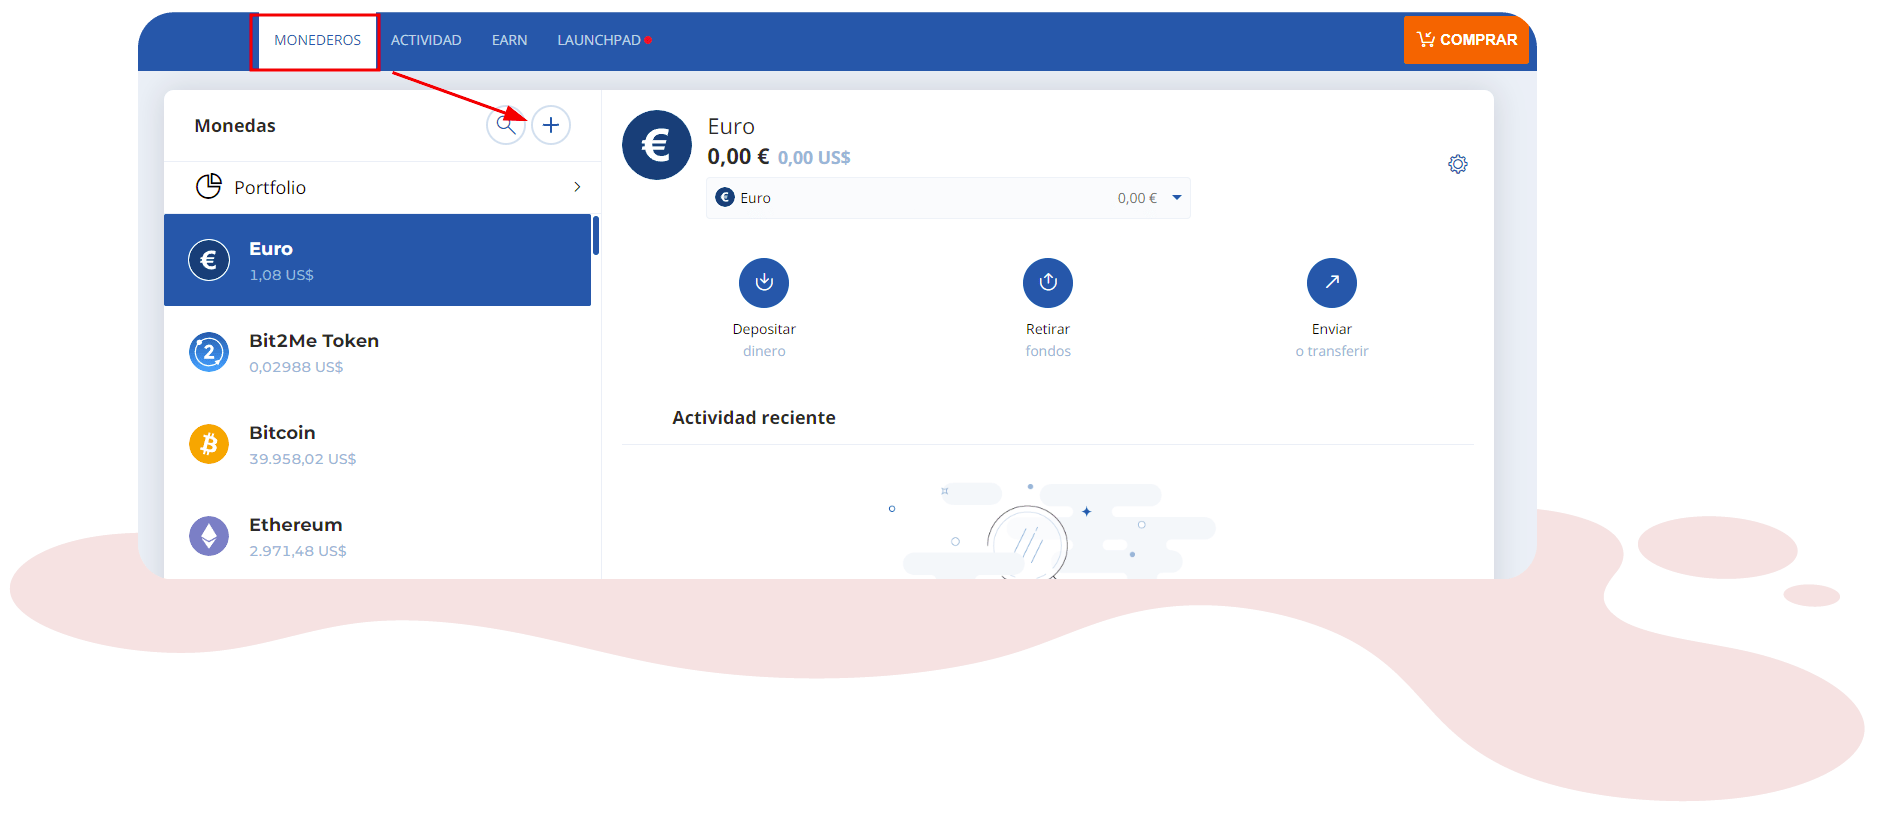 MONEDEROS
ACTIVIDAD
EARN
LAUNCHPAD
COMPRAR
Monedas
Portfolio
Euro
1,08 US$
Bit2Me Token
0,02988 US$
Bitcoin
39.958,02 US$
Ethereum
2.971,48 US$
Euro
0,00 € 0,00 US$
Euro 0,00 €
Depositar
dinero
Retirar
fondos
Enviar
o transferir
Actividad reciente